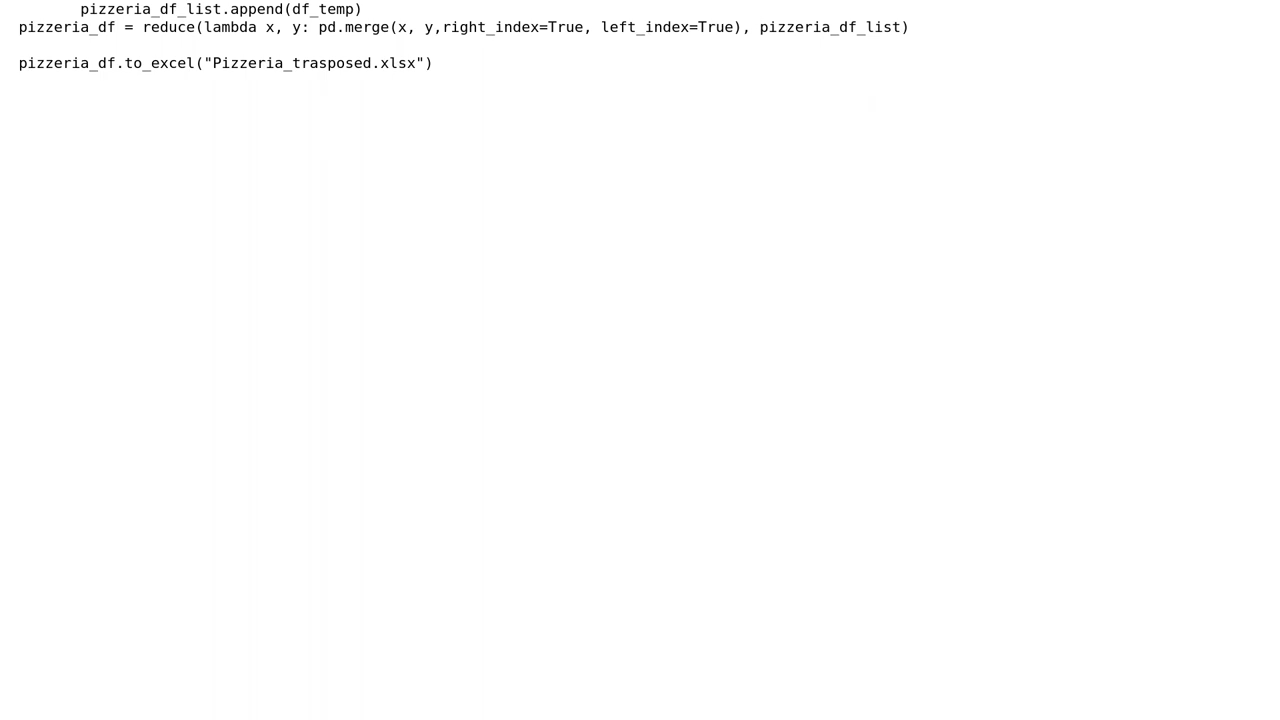 pizzeria_df_list.append(df_temp)
pizzeria_df = reduce(lambda x, y: pd.merge(x, y,right_index=True, left_index=True), pizzeria_df_list)
pizzeria_df.to_excel("Pizzeria_trasposed.xlsx")